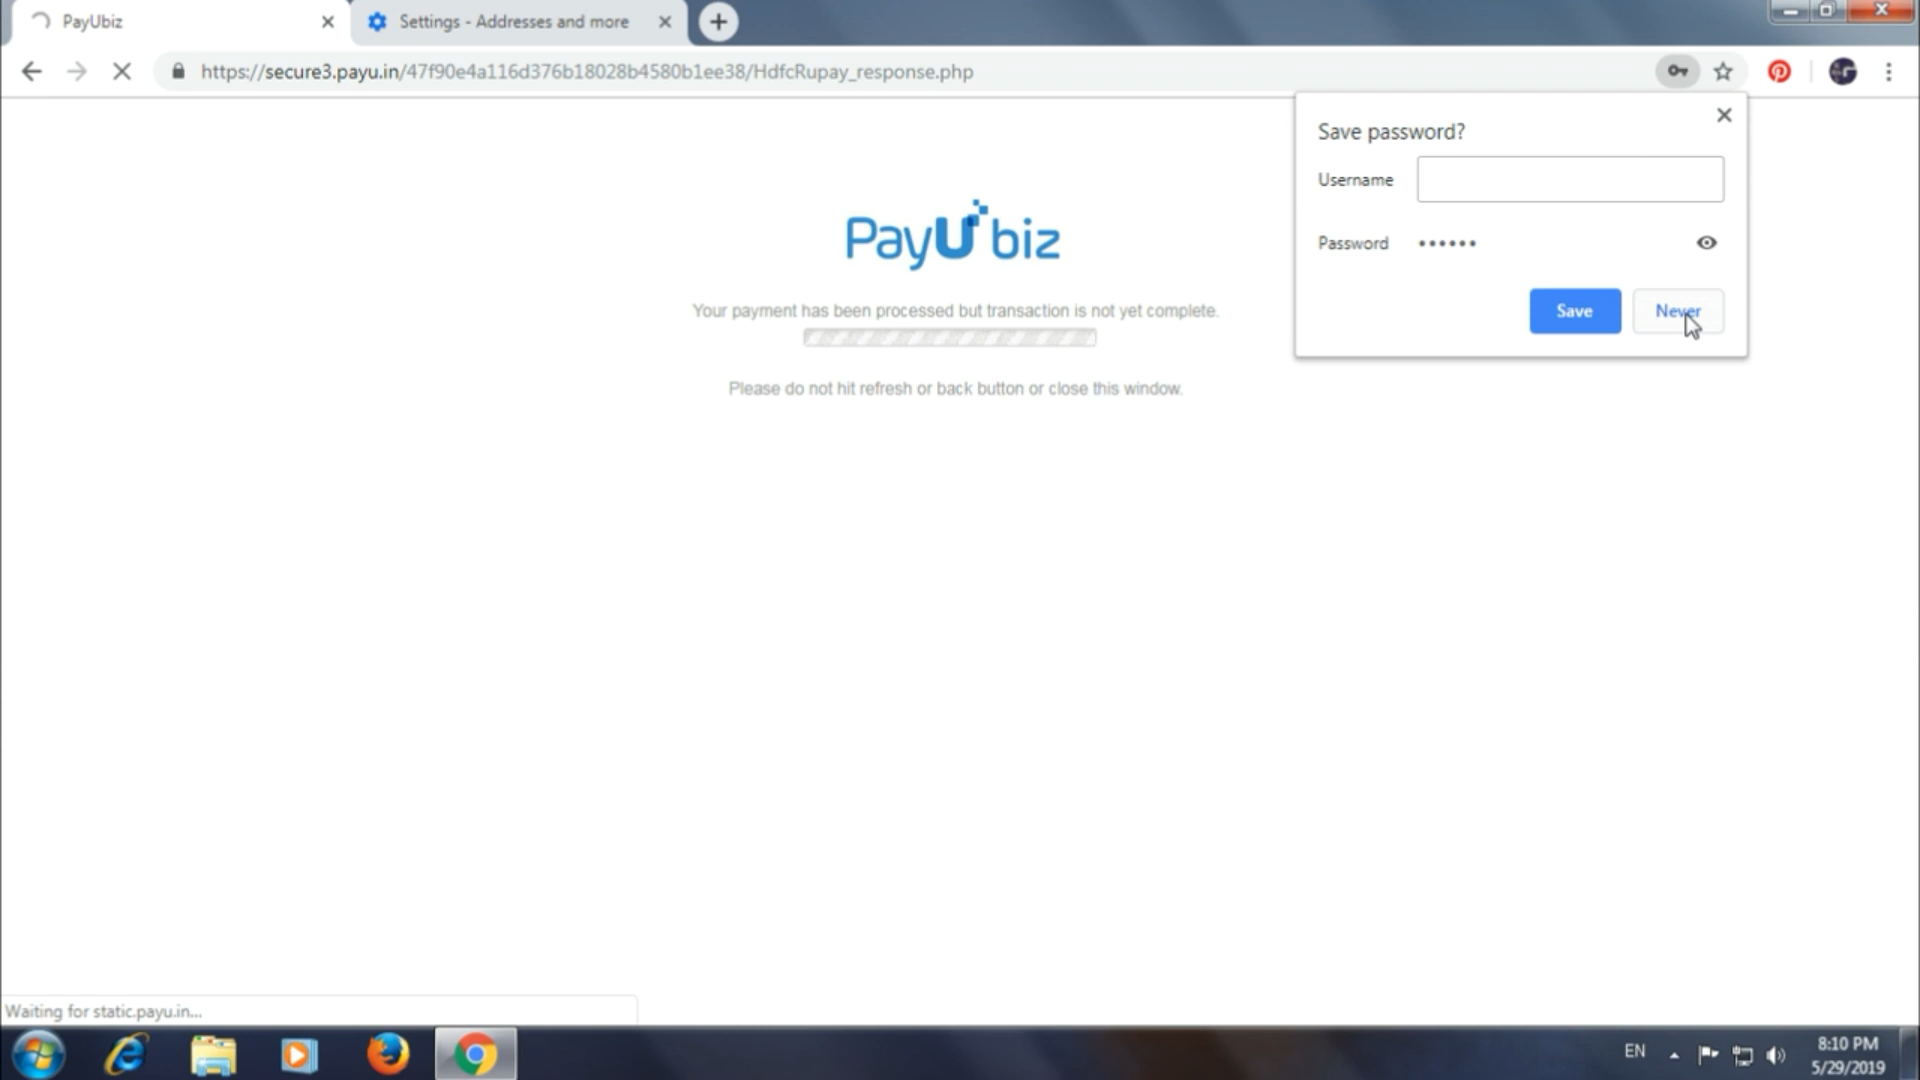 PayUbiz
Settings - Addresses and more
https://secure3.payu.in/47f90e4a116d376b18028b4580b1ee38/HdfcRupay_response.php
Save password?
Username
Password ••••••
Save
Never
PayUbiz
Your payment has been processed but transaction is not yet complete.
Please do not hit refresh or back button or close this window.
Waiting for static.payu.in...
EN
8:10 PM
5/29/2019